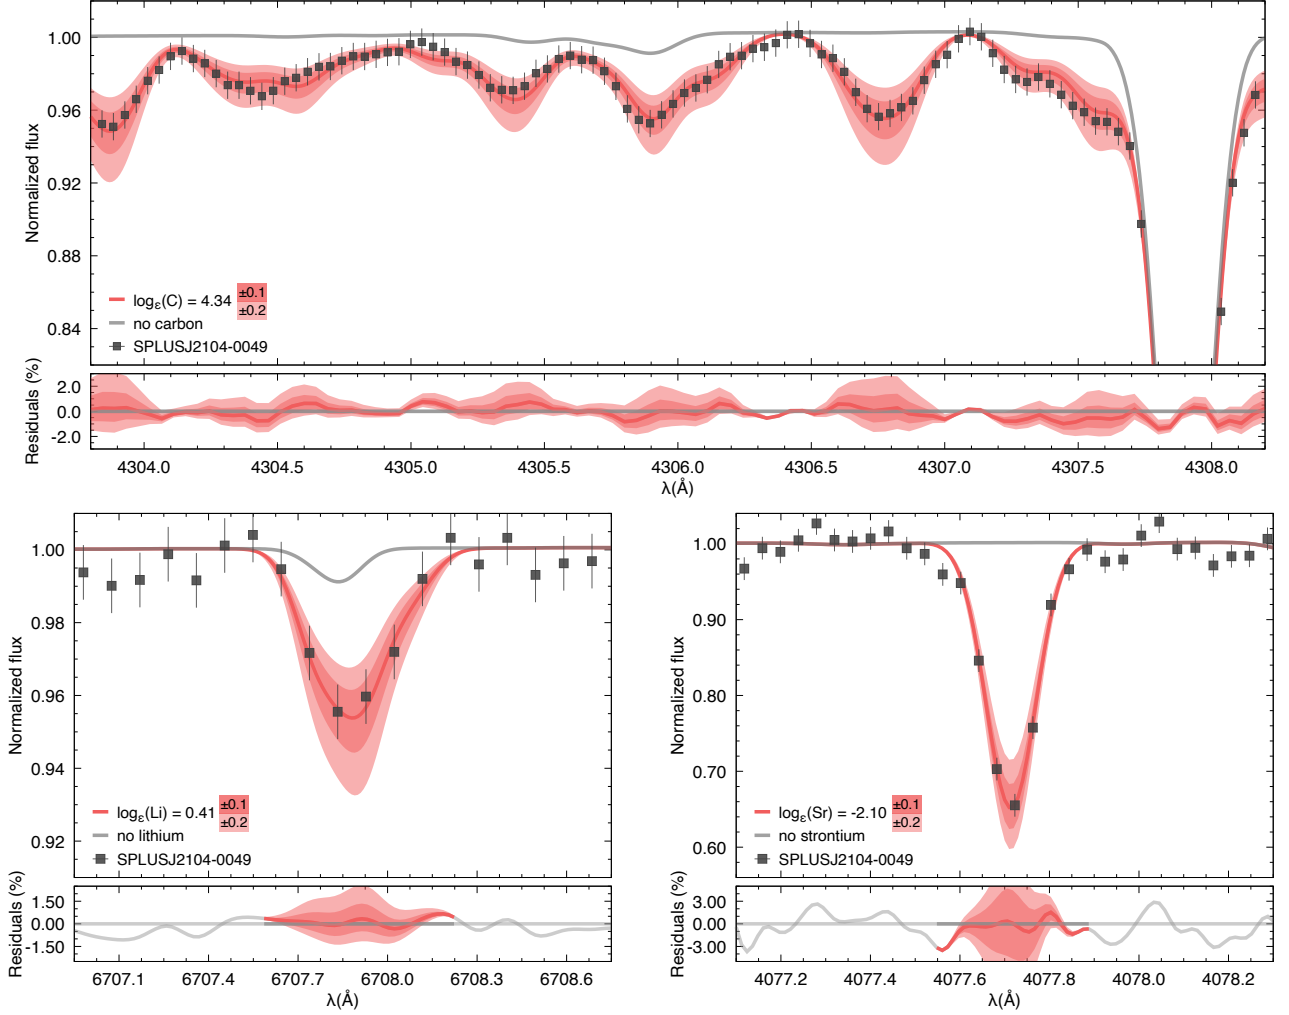 Normalized flux
1.00
0.96
0.92
0.88
0.84
logε(C) = 4.34 ±0.1 ±0.2
no carbon
SPLUSJ2104-0049
Residuals (%)
2.0
0.0
-2.0
4304.0 4304.5 4305.0 4305.5 4306.0 4306.5 4307.0 4307.5 4308.0
λ(Å)
Normalized flux
1.00
0.98
0.96
0.94
0.92
logε(Li) = 0.41 ±0.1 ±0.2
no lithium
SPLUSJ2104-0049
Residuals (%)
1.50
0.00
-1.50
6707.1 6707.4 6707.7 6708.0 6708.3 6708.6
λ(Å)
Normalized flux
1.00
0.90
0.80
0.70
0.60
logε(Sr) = -2.10 ±0.1 ±0.2
no strontium
SPLUSJ2104-0049
Residuals (%)
3.00
0.00
-3.00
4077.2 4077.4 4077.6 4077.8 4078.0 4078.2
λ(Å)